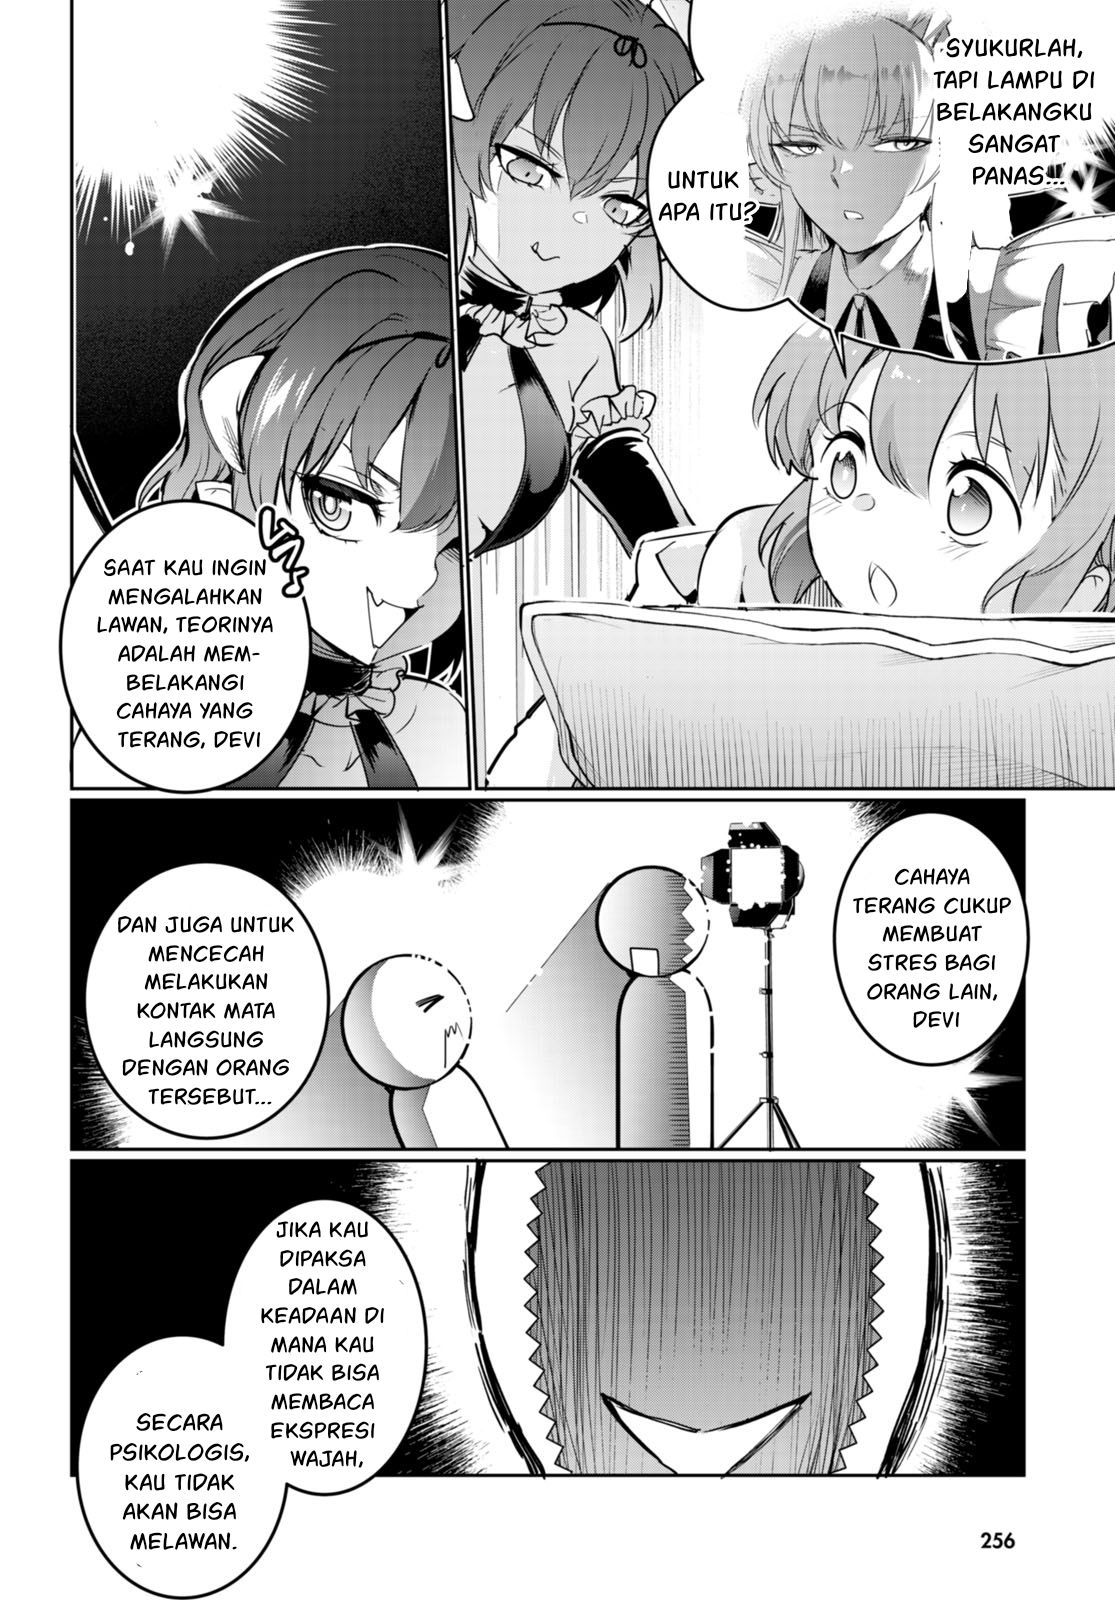 SYUKURLAH,
TAPI LAMPU DI
BELAKANGKU
SANGAT
PANAS...
UNTUK
APA ITU?
SAAT KAU INGIN
MENGALAHKAN
LAWAN, TEORINYA
ADALAH MEM-
BELAKANGI
CAHAYA YANG
TERANG, DEVI
CAHAYA
TERANG CUKUP
MEMBUAT
STRES BAGI
ORANG LAIN,
DEVI
DAN JUGA UNTUK
MENCECAH
MELAKUKAN
KONTAK MATA
LANGSUNG
DENGAN ORANG
TERSEBUT...
JIKA KAU
DIPAKSA
DALAM
KEADAAN DI
MANA KAU
TIDAK BISA
MEMBACA
EKSPRESI
WAJAH,
SECARA
PSIKOLOGIS,
KAU TIDAK
AKAN BISA
MELAWAN.
256